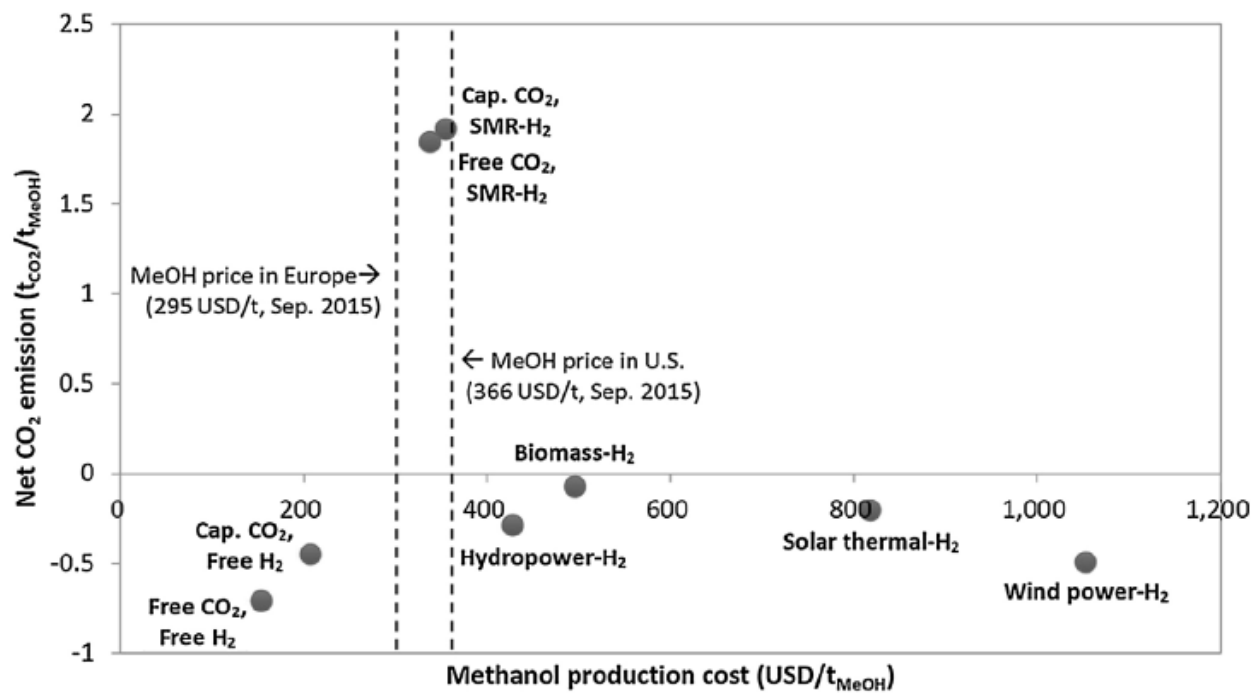 2.5
2
1.5
1
0.5
0
-0.5
-1
Net CO₂ emission (t_CO2/t_MeOH)
Cap. CO₂,
SMR-H₂
Free CO₂,
SMR-H₂
MeOH price in Europe→
(295 USD/t, Sep. 2015)
← MeOH price in U.S.
(366 USD/t, Sep. 2015)
Biomass-H₂
0 200 400 600 800 1,000 1,200
Cap. CO₂,
Free H₂
Hydropower-H₂
Solar thermal-H₂
Wind power-H₂
Free CO₂,
Free H₂
Methanol production cost (USD/t_MeOH)